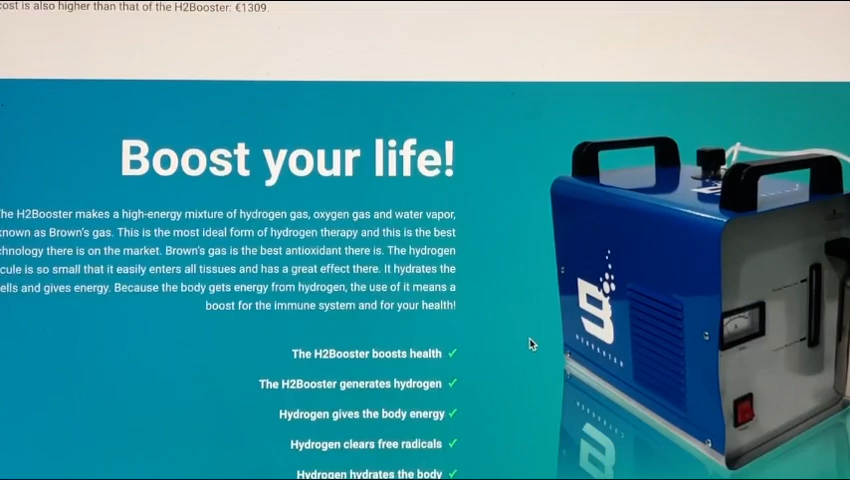 cost is also higher than that of the H2Booster: €1309.
Boost your life!
The H2Booster makes a high-energy mixture of hydrogen gas, oxygen gas and water vapor,
known as Brown's gas. This is the most ideal form of hydrogen therapy and this is the best
technology there is on the market. Brown's gas is the best antioxidant there is. The hydrogen
cule is so small that it easily enters all tissues and has a great effect there. It hydrates the
ells and gives energy. Because the body gets energy from hydrogen, the use of it means a
boost for the immune system and for your health!
The H2Booster boosts health ✓
The H2Booster generates hydrogen ✓
Hydrogen gives the body energy ✓
Hydrogen clears free radicals ✓
Hydrogen hydrates the body ✓